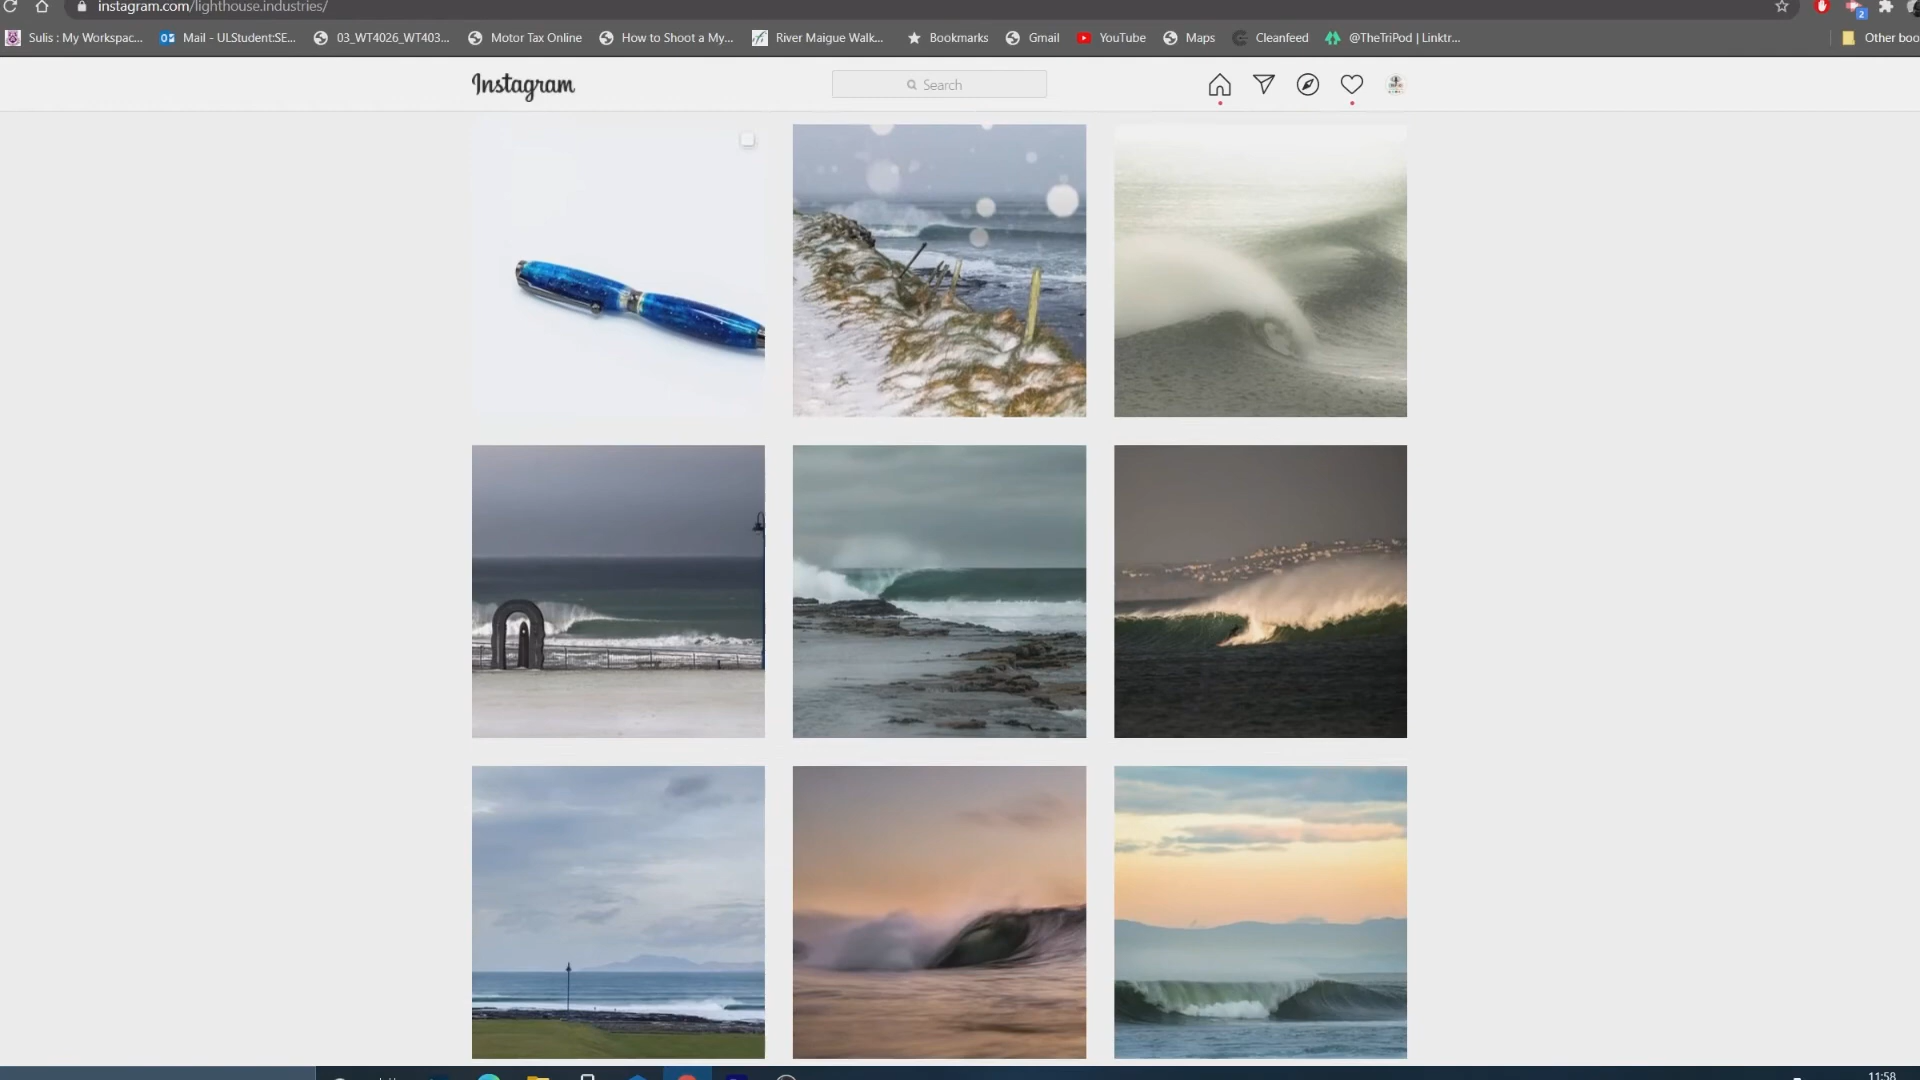 instagram.com/lighthouse.industries/
Sulis : My Workspac... Mail - ULStudent:SE... 03_WT4026_WT403... Motor Tax Online How to Shoot a My... River Maigue Walk... Bookmarks Gmail YouTube Maps Cleanfeed @TheTriPod | Linktr... Other boo
2
Instagram Search
11:58